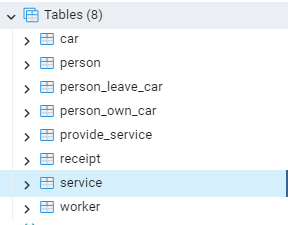 Tables (8)
car
person
person_leave_car
person_own_car
provide_service
receipt
service
worker